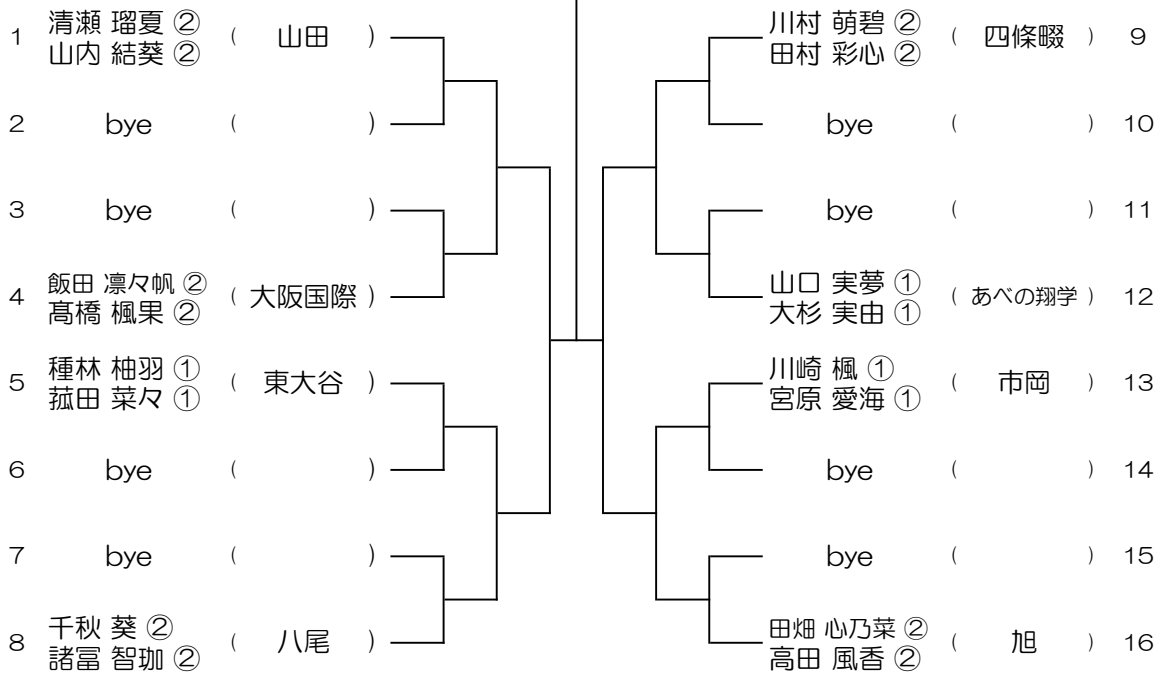 1 清瀬 瑠夏 ② ( 山田 )
山内 結葵 ②
2 bye ( )
3 bye ( )
4 飯田 凛々帆 ② ( 大阪国際 )
髙橋 楓果 ②
5 種林 柚羽 ① ( 東大谷 )
菰田 菜々 ①
6 bye ( )
7 bye ( )
8 千秋 葵 ② ( 八尾 )
諸冨 智珈 ②
川村 萌碧 ② ( 四條畷 ) 9
田村 彩心 ②
bye ( ) 10
bye ( ) 11
山口 実夢 ① ( あべの翔学 ) 12
大杉 実由 ①
川崎 楓 ① ( 市岡 ) 13
宮原 愛海 ①
bye ( ) 14
bye ( ) 15
田畑 心乃菜 ② ( 旭 ) 16
高田 風香 ②